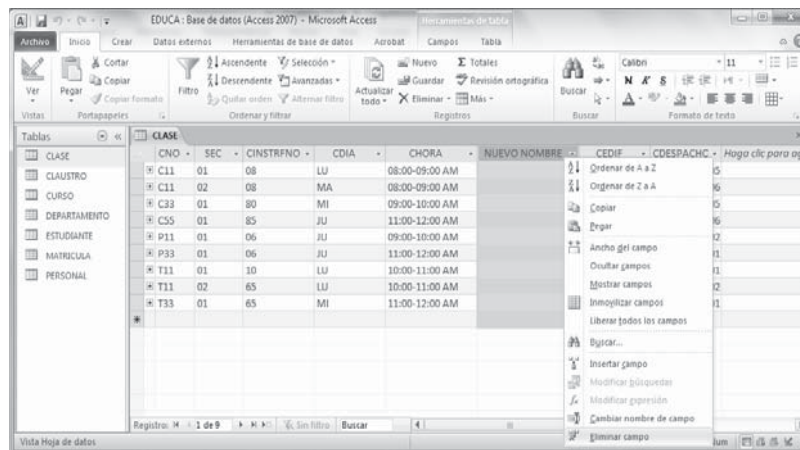 EDUCA : Base de datos (Access 2007) - Microsoft Access
Herramientas de tabla
Archivo Inicio Crear Datos externos Herramientas de base de datos Acrobat Campos Tabla
Ver
Pegar
Cortar
Copiar
Copiar formato
Filtro
Ascendente
Descendente
Quitar orden
Selección
Avanzadas
Alternar filtro
Actualizar todo
Nuevo
Guardar
Eliminar
Totales
Revisión ortográfica
Más
Buscar
Calibri 11
N K S
Vistas Portapapeles Ordenar y filtrar Registros Buscar Formato de texto
Tablas
CLASE
CLAUSTRO
CURSO
DEPARTAMENTO
ESTUDIANTE
MATRICULA
PERSONAL
CLASE
CNO SEC CINSTRFNO CDIA CHORA NUEVO NOMBRE CEDIF CDESPACHC Haga clic para ag
C11 01 08 LU 08:00-09:00 AM
C11 02 08 MA 08:00-09:00 AM
C33 01 80 MI 09:00-10:00 AM
C55 01 85 JU 11:00-12:00 AM
P11 01 06 JU 09:00-10:00 AM
P33 01 06 JU 11:00-12:00 AM
T11 01 10 LU 10:00-11:00 AM
T11 02 65 LU 10:00-11:00 AM
T33 01 65 MI 11:00-12:00 AM
Ordenar de A a Z
Ordenar de Z a A
Copiar
Pegar
Ancho del campo
Ocultar campos
Mostrar campos
Inmovilizar campos
Liberar todos los campos
Buscar...
Insertar campo
Modificar búsquedas
Modificar expresión
Cambiar nombre de campo
Eliminar campo
Registro: 1 de 9 Sin filtro Buscar
Vista Hoja de datos
Num